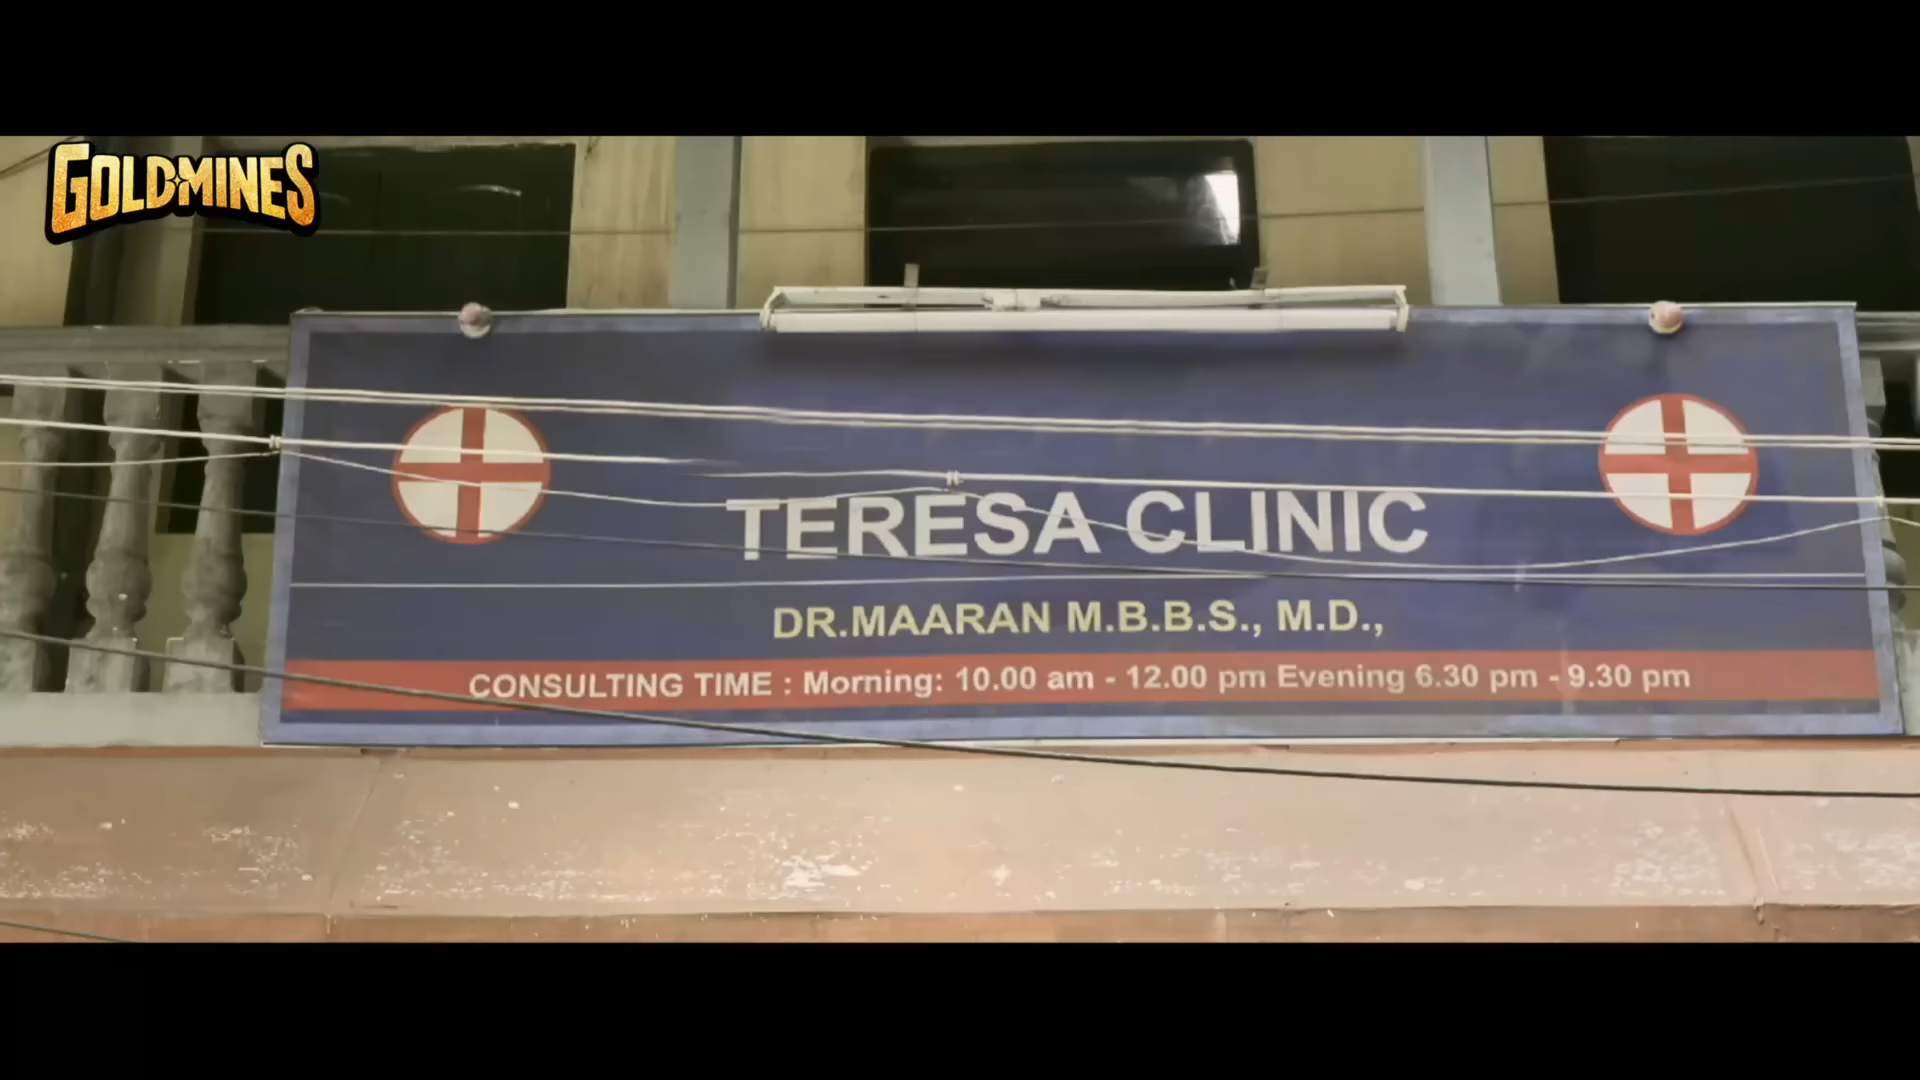 GOLDMINES
TERESA CLINIC
DR.MAARAN M.B.B.S., M.D.,
CONSULTING TIME : Morning: 10.00 am - 12.00 pm Evening 6.30 pm - 9.30 pm